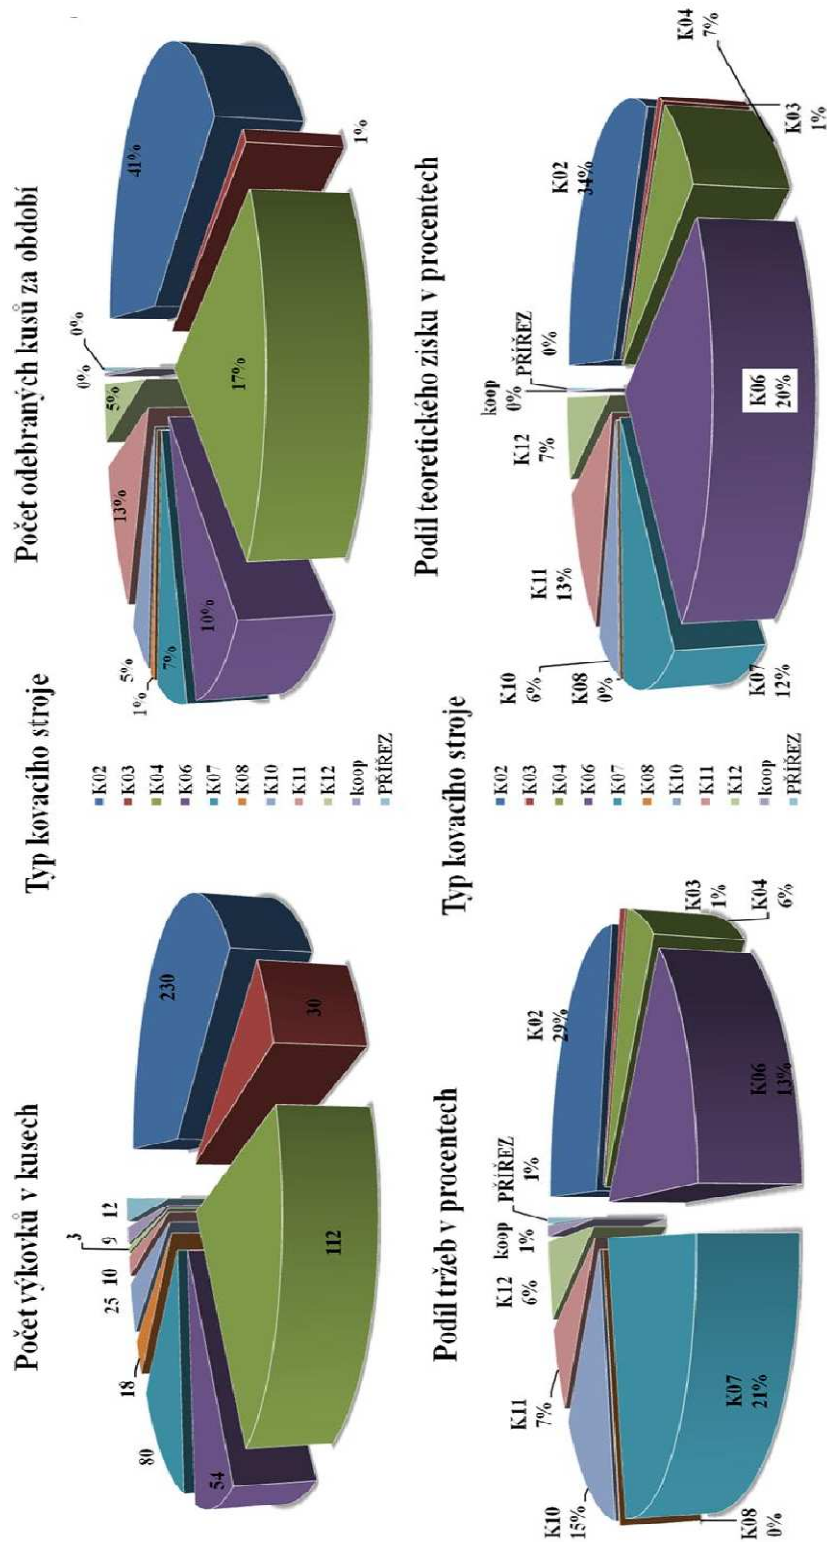 Typ kovacího stroje
Počet výkovků v kusech
230
30
112
54
80
18
25
10
3
9
12
K02
K03
K04
K06
K07
K08
K10
K11
K12
koop
PŘÍŘEZ
Počet odebraných kusů za období
41%
1%
17%
10%
7%
1%
5%
13%
5%
0%
0%
Typ kovacího stroje
Podíl tržeb v procentech
K02
29%
K03
1%
K04
6%
K06
13%
K07
21%
K08
0%
K10
15%
K11
7%
K12
6%
koop
1%
PŘÍŘEZ
1%
K02
K03
K04
K06
K07
K08
K10
K11
K12
koop
PŘÍŘEZ
Podíl teoretického zisku v procentech
K02
34%
K03
1%
K04
7%
K06
20%
K07
12%
K08
0%
K10
6%
K11
13%
K12
7%
koop
0%
PŘÍŘEZ
0%